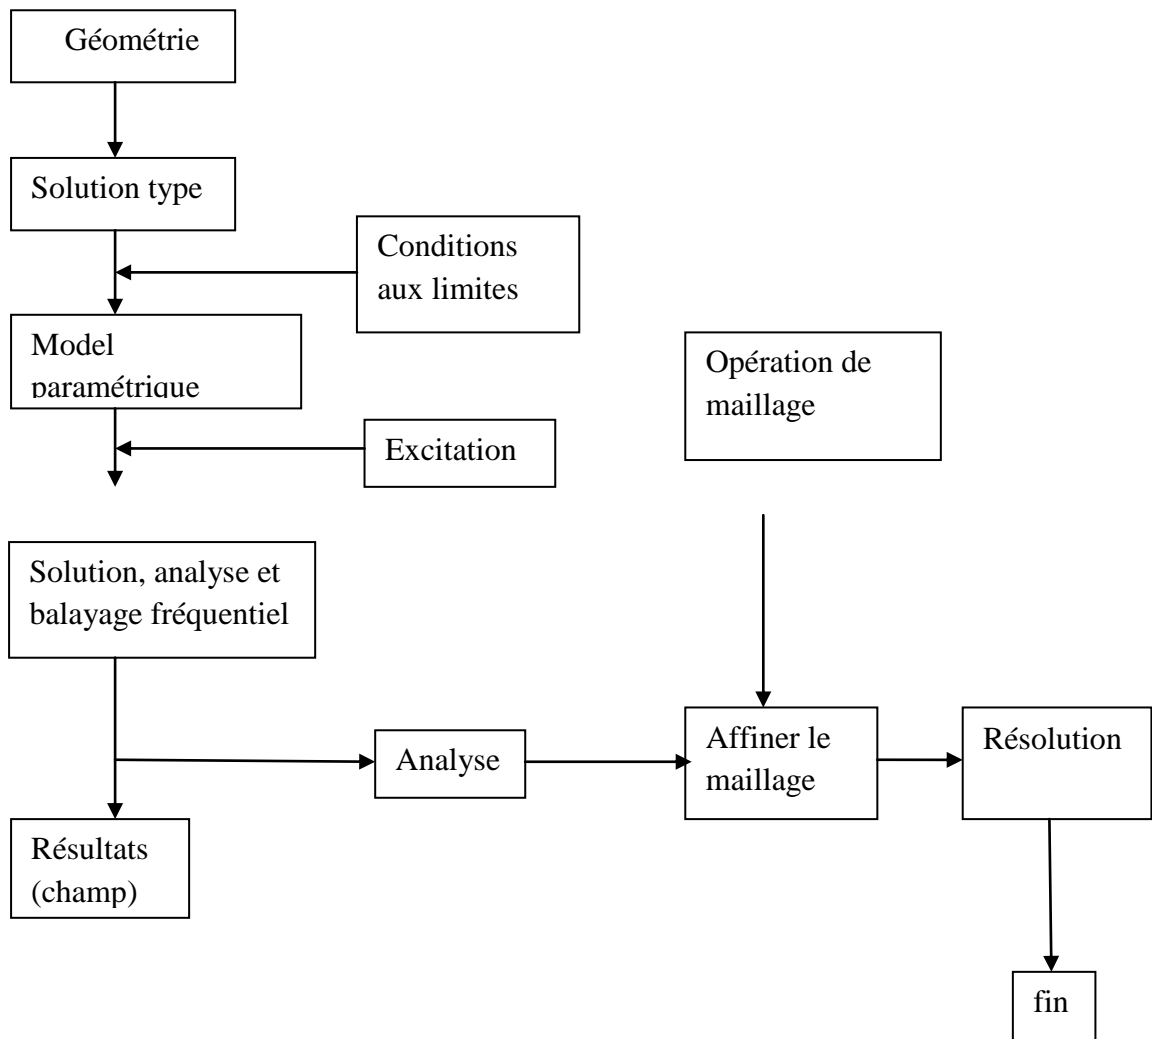 Géométrie
Solution type
Conditions
aux limites
Model
paramétrique
Opération de
maillage
Excitation
Solution, analyse et
balayage fréquentiel
Analyse
Affiner le
maillage
Résolution
Résultats
(champ)
fin